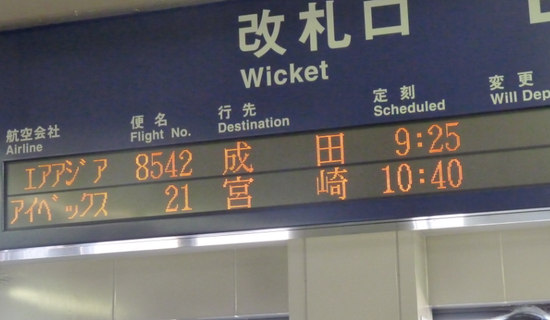 改札口
Wicket
航空会社 便名 行先 定刻 変更
Airline Flight No. Destination Scheduled Will Dep
エアアジア 8542 成田 9:25
アイベックス 21 宮崎 10:40